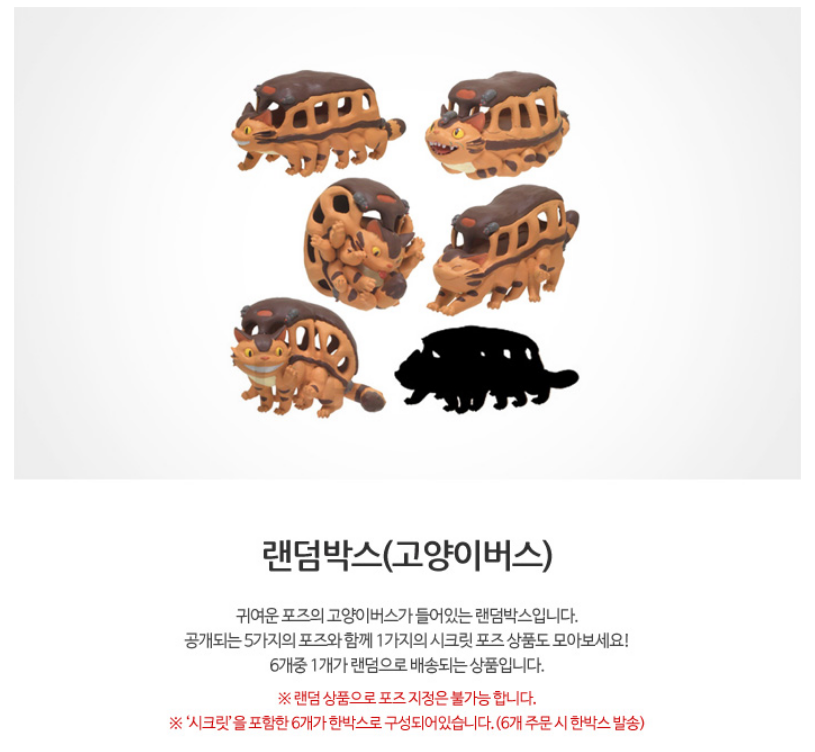 랜덤박스(고양이버스)
귀여운 포즈의 고양이버스가 들어있는 랜덤박스입니다.
공개되는 5가지의 포즈와 함께 1가지의 시크릿 포즈 상품도 모아보세요!
6개중 1개가 랜덤으로 배송되는 상품입니다.
※ 랜덤 상품으로 포즈 지정은 불가능 합니다.
※ ‘시크릿’을 포함한 6개가 한박스로 구성되어있습니다. (6개 주문 시 한박스 발송)